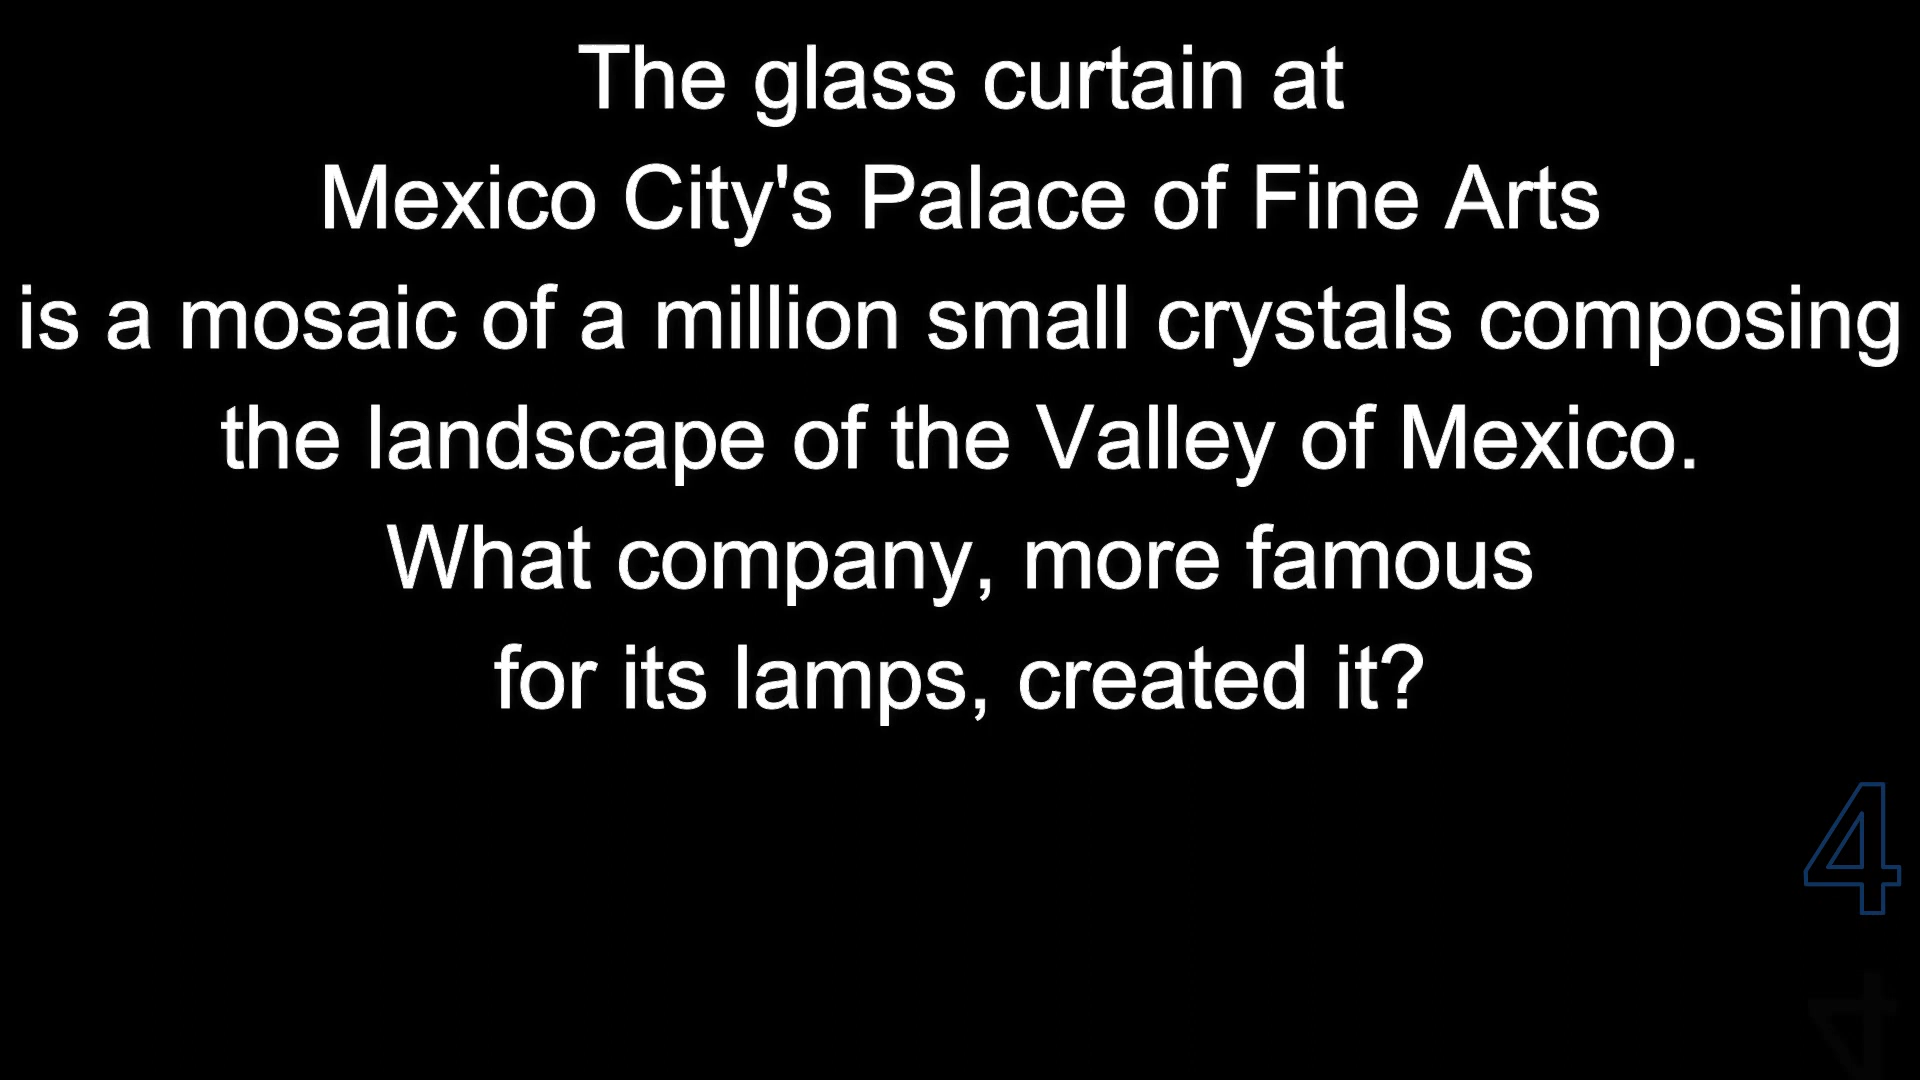 The glass curtain at
Mexico City's Palace of Fine Arts
is a mosaic of a million small crystals composing
the landscape of the Valley of Mexico.
What company, more famous
for its lamps, created it?
4
4